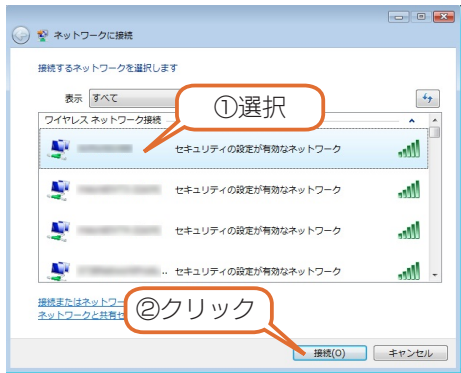 ネットワークに接続
接続するネットワークを選択します
表示 すべて
①選択
ワイヤレス ネットワーク接続
セキュリティの設定が有効なネットワーク
セキュリティの設定が有効なネットワーク
セキュリティの設定が有効なネットワーク
.. セキュリティの設定が有効なネットワーク
接続またはネットワー
ネットワークと共有セ
②クリック
接続(O)
キャンセル